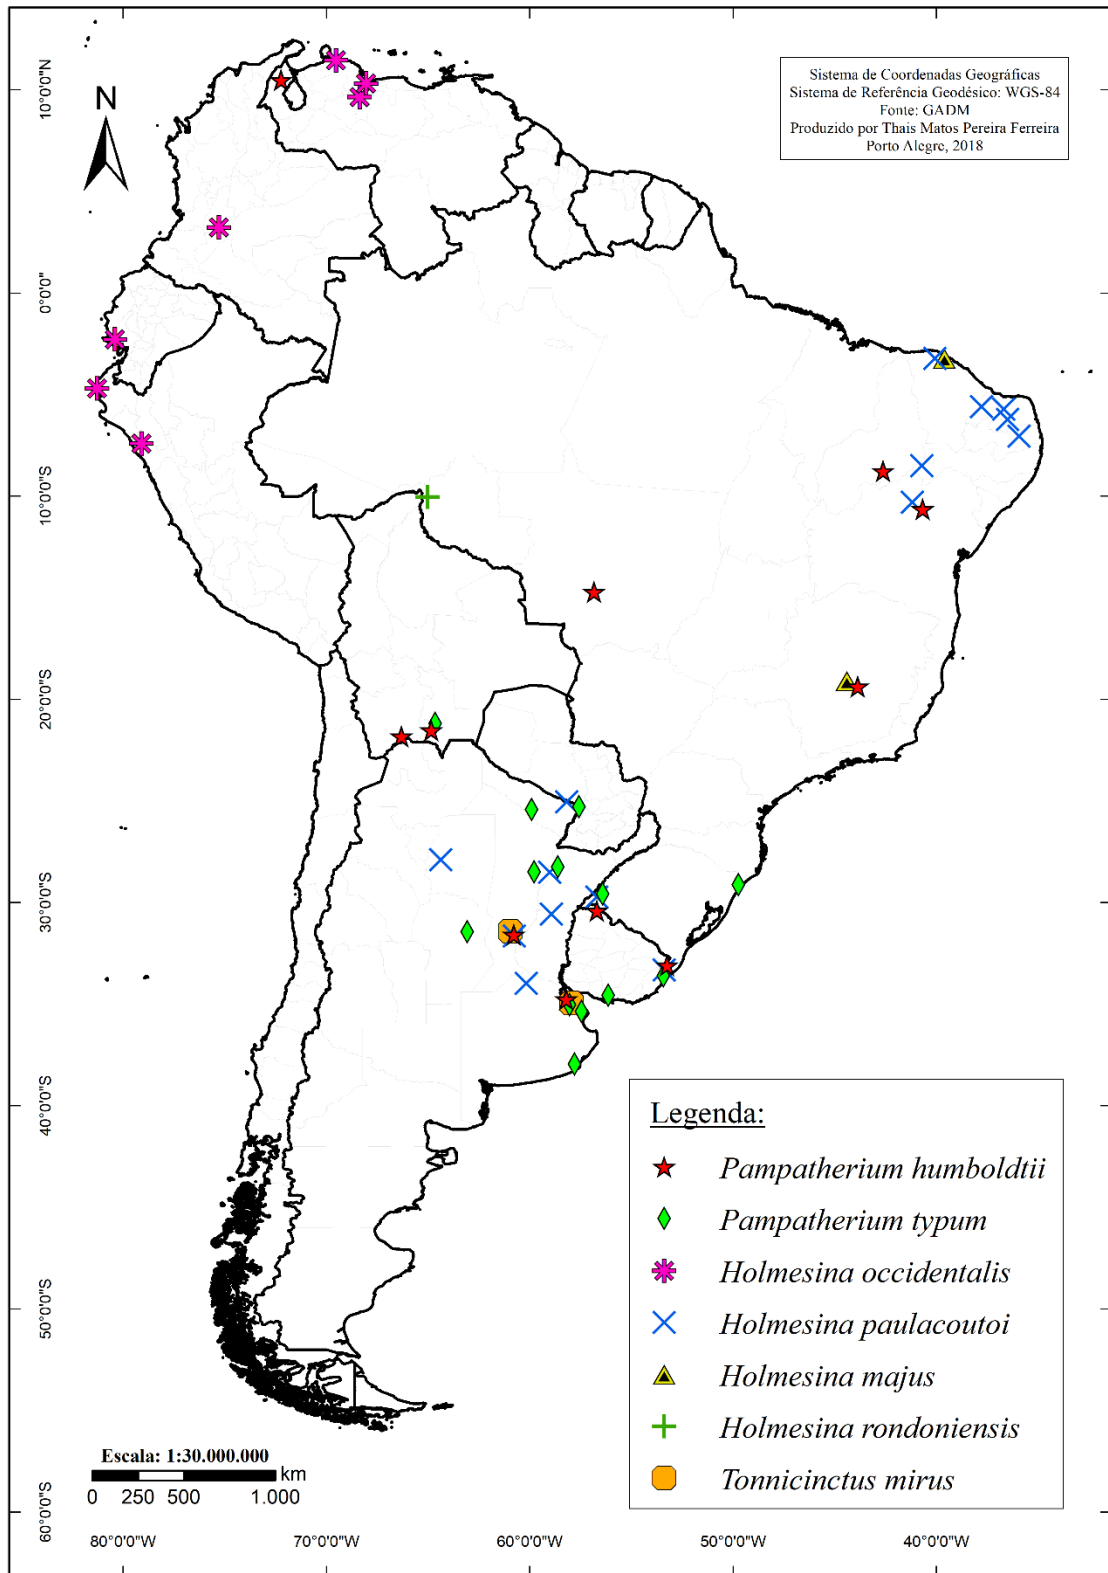 Sistema de Coordenadas Geográficas
Sistema de Referência Geodésico: WGS-84
Fonte: GADM
Produzido por Thais Matos Pereira Ferreira
Porto Alegre, 2018
N
10°0'0"N
0°0'0"
10°0'0"S
20°0'0"S
30°0'0"S
40°0'0"S
50°0'0"S
60°0'0"S
Legenda:
Pampatherium humboldtii
Pampatherium typum
Holmesina occidentalis
Holmesina paulacoutoi
Holmesina majus
Holmesina rondoniensis
Tonnicinctus mirus
Escala: 1:30.000.000
km
0 250 500 1.000
80°0'0"W 70°0'0"W 60°0'0"W 50°0'0"W 40°0'0"W